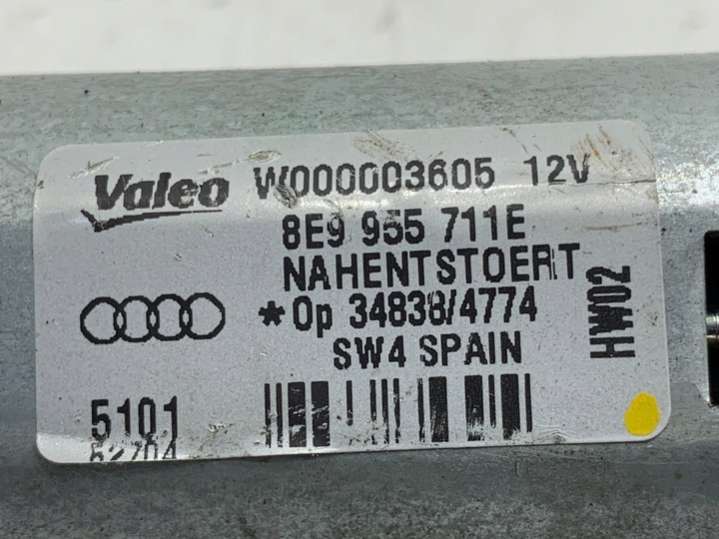 Valeo W000003605 12V
8E9 955 711E
NAHENTSTOERT
*Op 34838/4774
SW4 SPAIN
HW02
5101